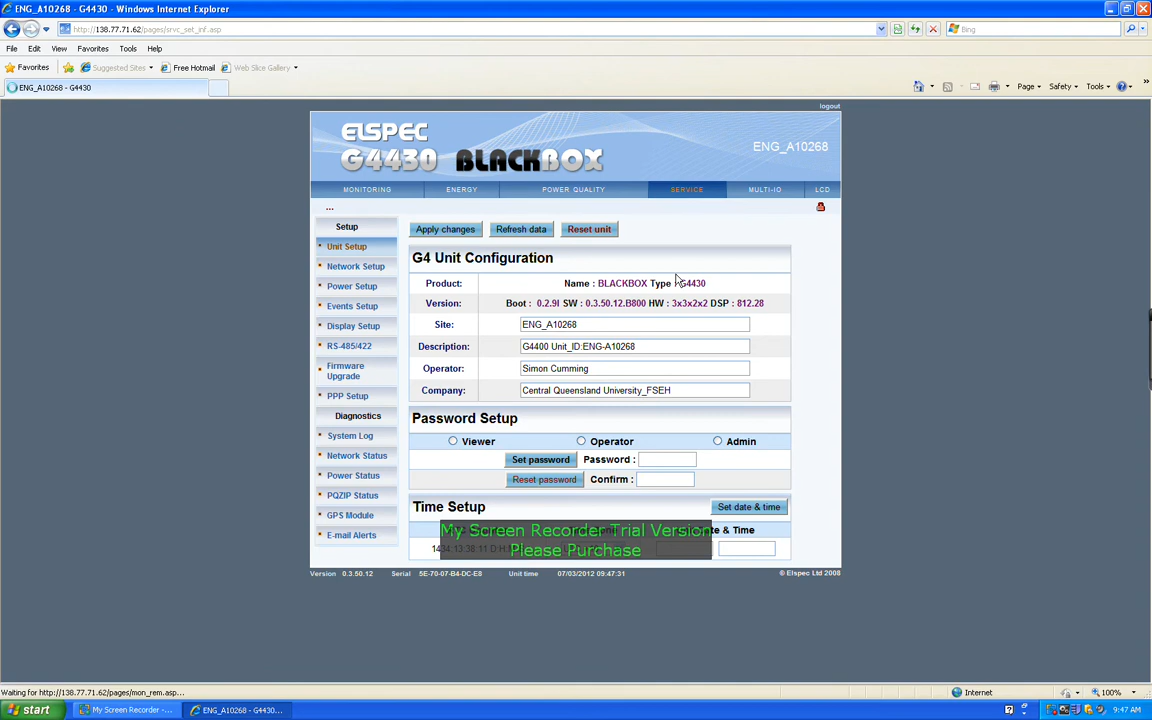 ENG_A10268 - G4430 - Windows Internet Explorer
http://138.77.71.62/pages/srvc_set_inf.asp
Bing
File Edit View Favorites Tools Help
Favorites Suggested Sites Free Hotmail Web Slice Gallery
ENG_A10268 - G4430
Page Safety Tools
logout
ELSPEC
G4430 BLACKBOX
ENG_A10268
MONITORING ENERGY POWER QUALITY SERVICE MULTI-IO LCD
...
Setup
Unit Setup
Network Setup
Power Setup
Events Setup
Display Setup
RS-485/422
Firmware
Upgrade
PPP Setup
Diagnostics
System Log
Network Status
Power Status
PQZIP Status
GPS Module
E-mail Alerts
Apply changes Refresh data Reset unit
G4 Unit Configuration
Product: Name : BLACKBOX Type G4430
Version: Boot : 0.2.9I SW : 0.3.50.12.B800 HW : 3x3x2x2 DSP : 812.28
Site: ENG_A10268
Description: G4400 Unit_ID:ENG-A10268
Operator: Simon Cumming
Company: Central Queensland University_FSEH
Password Setup
Viewer Operator Admin
Set password Password :
Reset password Confirm :
Time Setup Set date & time
& Time
My Screen Recorder Trial Version
Please Purchase
Version 0.3.50.12 Serial 5E-70-07-B4-DC-E8 Unit time 07/03/2012 09:47:31 © Elspec Ltd 2008
Waiting for http://138.77.71.62/pages/mon_rem.asp... Internet 100%
start My Screen Recorder -... ENG_A10268 - G4430... 9:47 AM